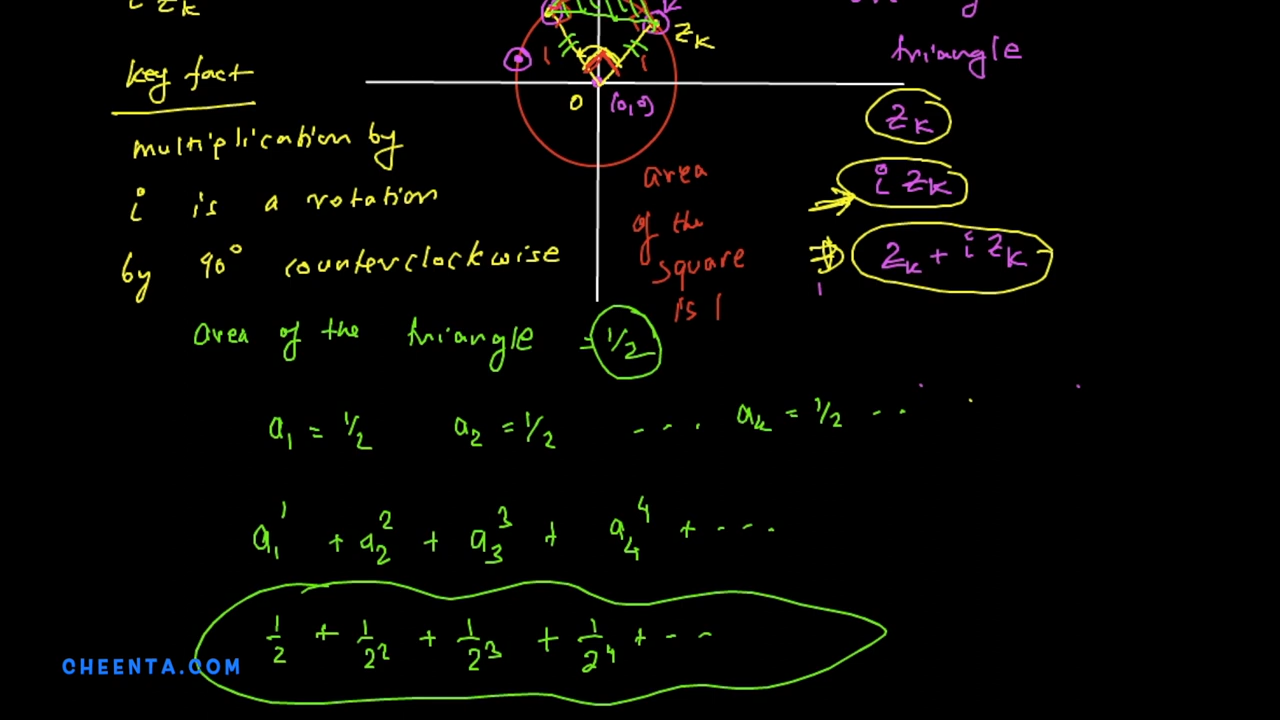 i z_k
key fact
multiplication by
i is a rotation
by 90° counterclockwise
z_k
1 1
0 (0,0)
area
of the
square
is 1
triangle
z_k
i z_k
z_k + i z_k
area of the triangle = 1/2
a_1 = 1/2 a_2 = 1/2 ... a_k = 1/2 ...
a_1^1 + a_2^2 + a_3^3 + a_4^4 + ...
1/2 + 1/2^2 + 1/2^3 + 1/2^4 + ...
CHEENTA.COM